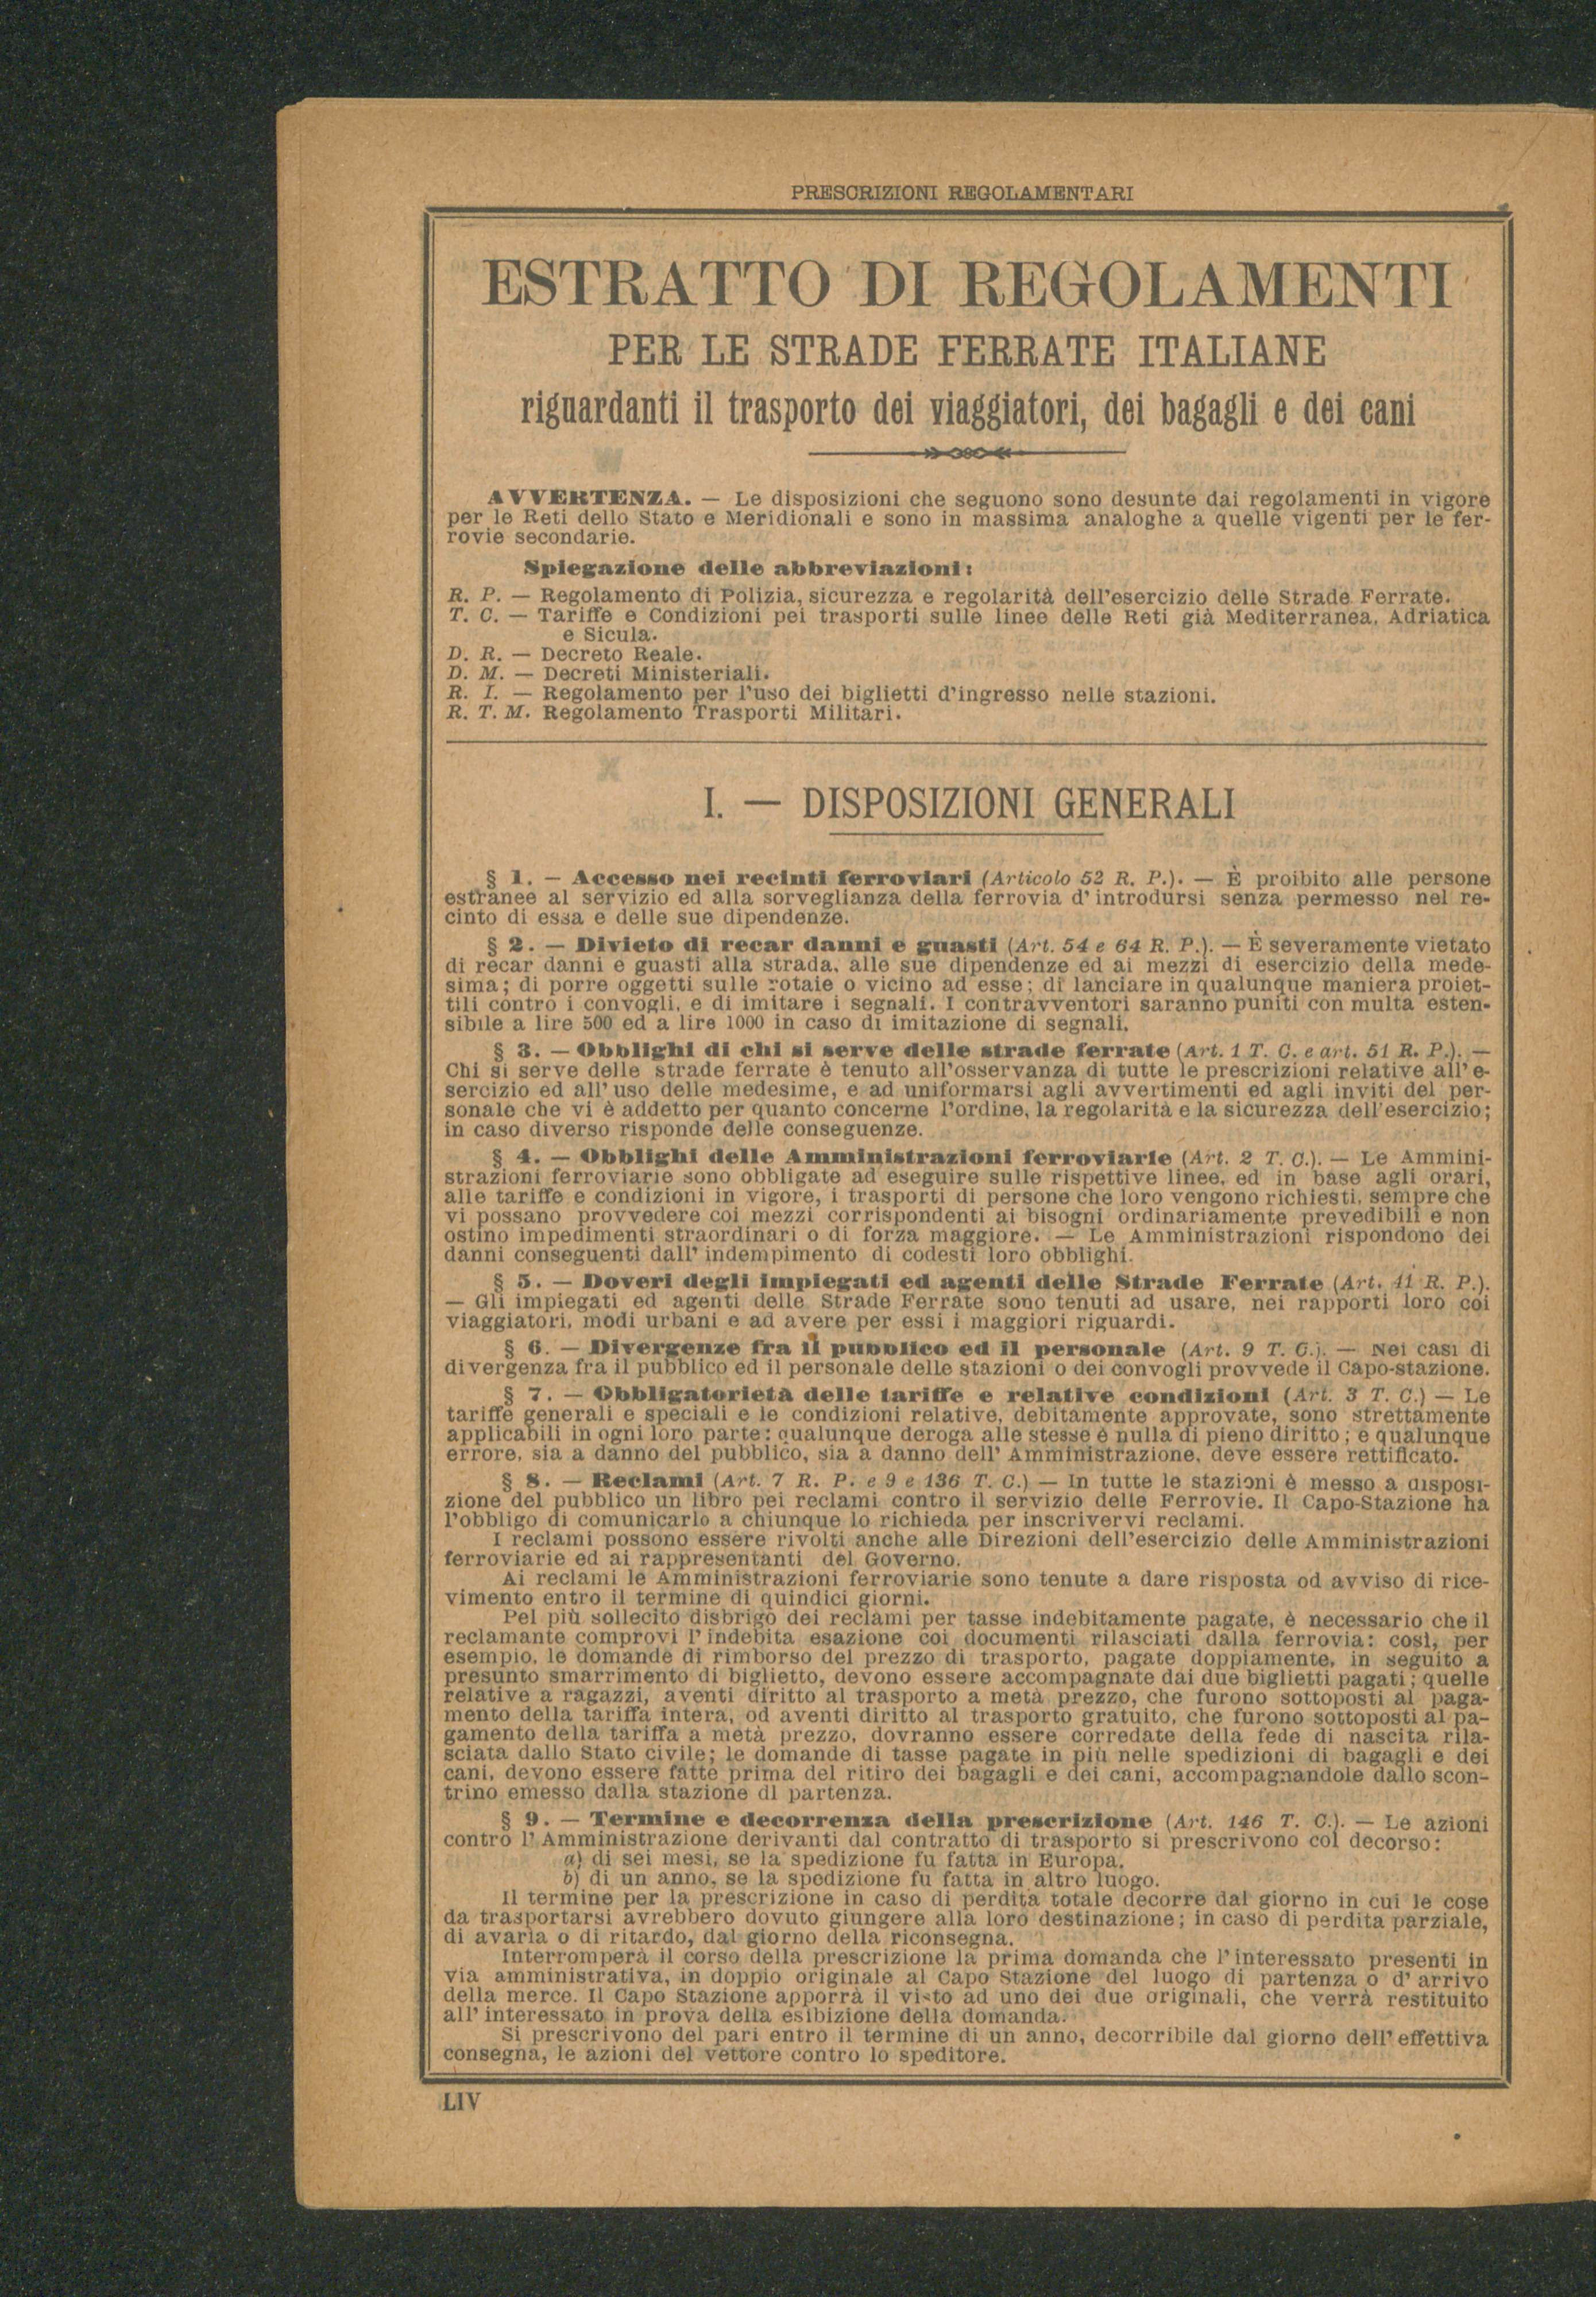 PRESCRIZIONI REGOLAMENTARI
ESTRATTO DI REGOLAMENTI
PER LE STRADE FERRATE ITALIANE
riguardanti il trasporto dei viaggiatori, dei bagagli e dei cani
AVVERTENZA. — Le disposizioni che seguono sono desunte dai regolamenti in vigore
per le Reti dello Stato e Meridionali e sono in massima analoghe a quelle vigenti per le fer-
rovie secondarie.
Spiegazione delle abbreviazioni:
R. P. — Regolamento di Polizia, sicurezza e regolarità dell'esercizio delle Strade Ferrate.
T. C. — Tariffe e Condizioni pei trasporti sulle linee delle Reti già Mediterranea, Adriatica
e Sicula.
D. R. — Decreto Reale.
D. M. — Decreti Ministeriali.
R. I. — Regolamento per l'uso dei biglietti d'ingresso nelle stazioni.
R. T. M. Regolamento Trasporti Militari.
I. — DISPOSIZIONI GENERALI
§ 1. — Accesso nei recinti ferroviari (Articolo 52 R. P.). — È proibito alle persone
estranee al servizio ed alla sorveglianza della ferrovia d' introdursi senza permesso nel re-
cinto di essa e delle sue dipendenze.
§ 2. — Divieto di recar danni e guasti (Art. 54 e 64 R. P.). — È severamente vietato
di recar danni e guasti alla strada, alle sue dipendenze ed ai mezzi di esercizio della mede-
sima; di porre oggetti sulle rotaie o vicino ad esse; di lanciare in qualunque maniera proiet-
tili contro i convogli, e di imitare i segnali. I contravventori saranno puniti con multa esten-
sibile a lire 500 ed a lire 1000 in caso di imitazione di segnali.
§ 3. — Obblighi di chi si serve delle strade ferrate (Art. 1 T. C. e art. 51 R. P.). —
Chi si serve delle strade ferrate è tenuto all'osservanza di tutte le prescrizioni relative all' e-
sercizio ed all' uso delle medesime, e ad uniformarsi agli avvertimenti ed agli inviti del per-
sonale che vi è addetto per quanto concerne l'ordine, la regolarità e la sicurezza dell'esercizio;
in caso diverso risponde delle conseguenze.
§ 4. — Obblighi delle Amministrazioni ferroviarie (Art. 2 T. C.). — Le Ammini-
strazioni ferroviarie sono obbligate ad eseguire sulle rispettive linee, ed in base agli orari,
alle tariffe e condizioni in vigore, i trasporti di persone che loro vengono richiesti, sempre che
vi possano provvedere coi mezzi corrispondenti ai bisogni ordinariamente prevedibili e non
ostino impedimenti straordinari o di forza maggiore. — Le Amministrazioni rispondono dei
danni conseguenti dall' indempimento di codesti loro obblighi.
§ 5. — Doveri degli impiegati ed agenti delle Strade Ferrate (Art. 11 R. P.).
— Gli impiegati ed agenti delle Strade Ferrate sono tenuti ad usare, nei rapporti loro coi
viaggiatori, modi urbani e ad avere per essi i maggiori riguardi.
§ 6. — Divergenze fra il pubblico ed il personale (Art. 9 T. C.). — Nei casi di
divergenza fra il pubblico ed il personale delle stazioni o dei convogli provvede il Capo-stazione.
§ 7. — Obbligatorietà delle tariffe e relative condizioni (Art. 3 T. C.) — Le
tariffe generali e speciali e le condizioni relative, debitamente approvate, sono strettamente
applicabili in ogni loro parte: qualunque deroga alle stesse è nulla di pieno diritto; e qualunque
errore, sia a danno del pubblico, sia a danno dell' Amministrazione, deve essere rettificato.
§ 8. — Reclami (Art. 7 R. P. e 9 e 136 T. C.) — In tutte le stazioni è messo a disposi-
zione del pubblico un libro pei reclami contro il servizio delle Ferrovie. Il Capo-Stazione ha
l'obbligo di comunicarlo a chiunque lo richieda per inscrivervi reclami.
I reclami possono essere rivolti anche alle Direzioni dell'esercizio delle Amministrazioni
ferroviarie ed ai rappresentanti del Governo.
Ai reclami le Amministrazioni ferroviarie sono tenute a dare risposta od avviso di rice-
vimento entro il termine di quindici giorni.
Pel più sollecito disbrigo dei reclami per tasse indebitamente pagate, è necessario che il
reclamante comprovi l' indebita esazione coi documenti rilasciati dalla ferrovia: così, per
esempio, le domande di rimborso del prezzo di trasporto, pagate doppiamente, in seguito a
presunto smarrimento di biglietto, devono essere accompagnate dai due biglietti pagati; quelle
relative a ragazzi, aventi diritto al trasporto a metà prezzo, che furono sottoposti al paga-
mento della tariffa intera, od aventi diritto al trasporto gratuito, che furono sottoposti al pa-
gamento della tariffa a metà prezzo, dovranno essere corredate della fede di nascita rila-
sciata dallo Stato civile; le domande di tasse pagate in più nelle spedizioni di bagagli e dei
cani, devono essere fatte prima del ritiro dei bagagli e dei cani, accompagnandole dallo scon-
trino emesso dalla stazione di partenza.
§ 9. — Termine e decorrenza della prescrizione (Art. 146 T. C.). — Le azioni
contro l' Amministrazione derivanti dal contratto di trasporto si prescrivono col decorso:
a) di sei mesi, se la spedizione fu fatta in Europa.
b) di un anno, se la spedizione fu fatta in altro luogo.
Il termine per la prescrizione in caso di perdita totale decorre dal giorno in cui le cose
da trasportarsi avrebbero dovuto giungere alla loro destinazione; in caso di perdita parziale,
di avaria o di ritardo, dal giorno della riconsegna.
Interromperà il corso della prescrizione la prima domanda che l' interessato presenti in
via amministrativa, in doppio originale al Capo Stazione del luogo di partenza o d' arrivo
della merce. Il Capo Stazione apporrà il visto ad uno dei due originali, che verrà restituito
all' interessato in prova della esibizione della domanda.
Si prescrivono del pari entro il termine di un anno, decorribile dal giorno dell' effettiva
consegna, le azioni del vettore contro lo speditore.
LIV